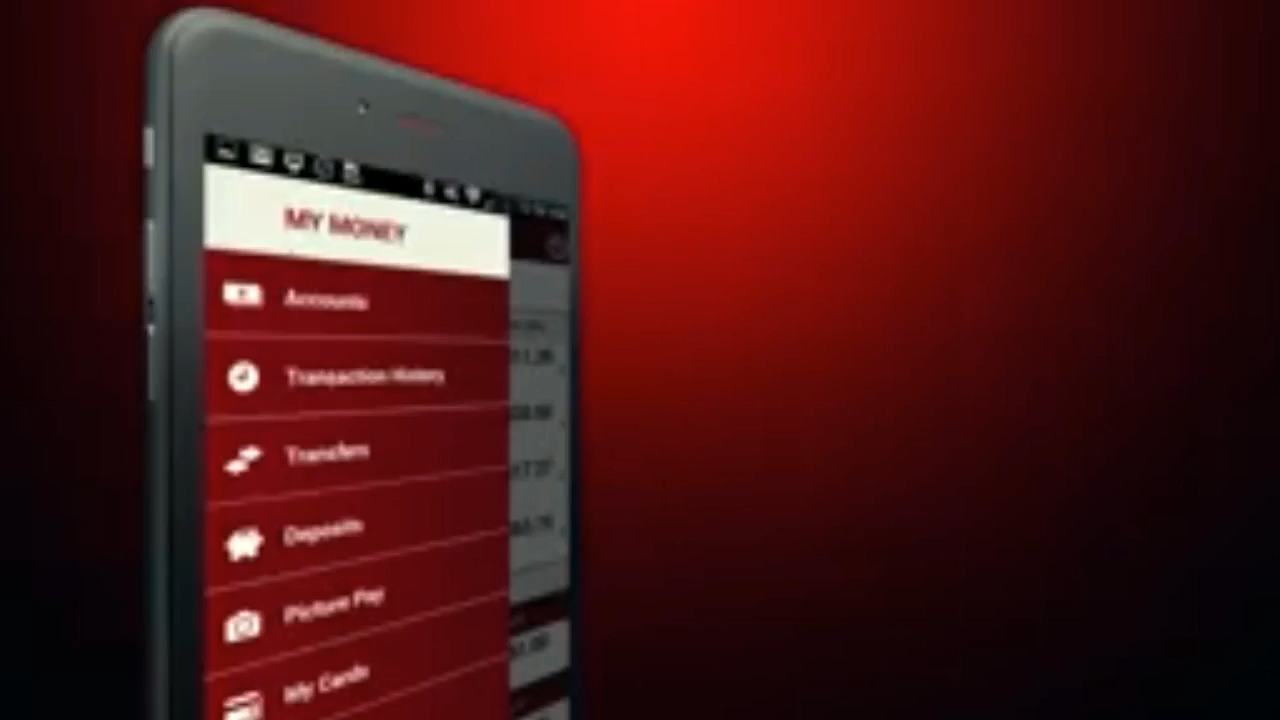 MY MONEY
Accounts
Transaction History
Transfers
Deposits
Picture Pay
My Cards